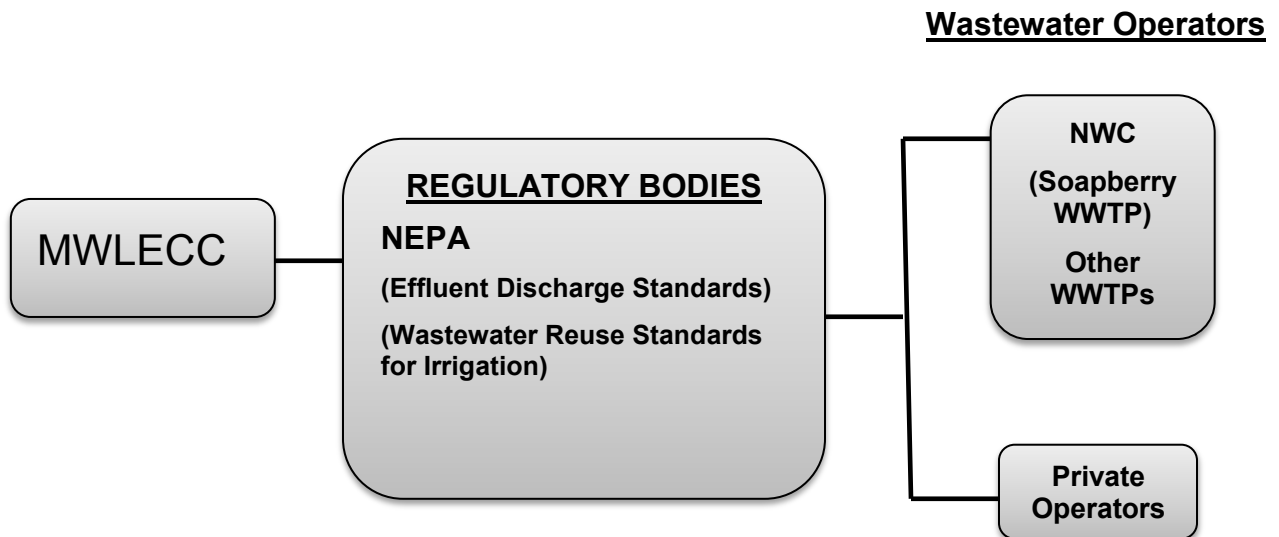 Wastewater Operators
MWLECC
REGULATORY BODIES
NEPA
(Effluent Discharge Standards)
(Wastewater Reuse Standards
for Irrigation)
NWC
(Soapberry
WWTP)
Other
WWTPs
Private
Operators